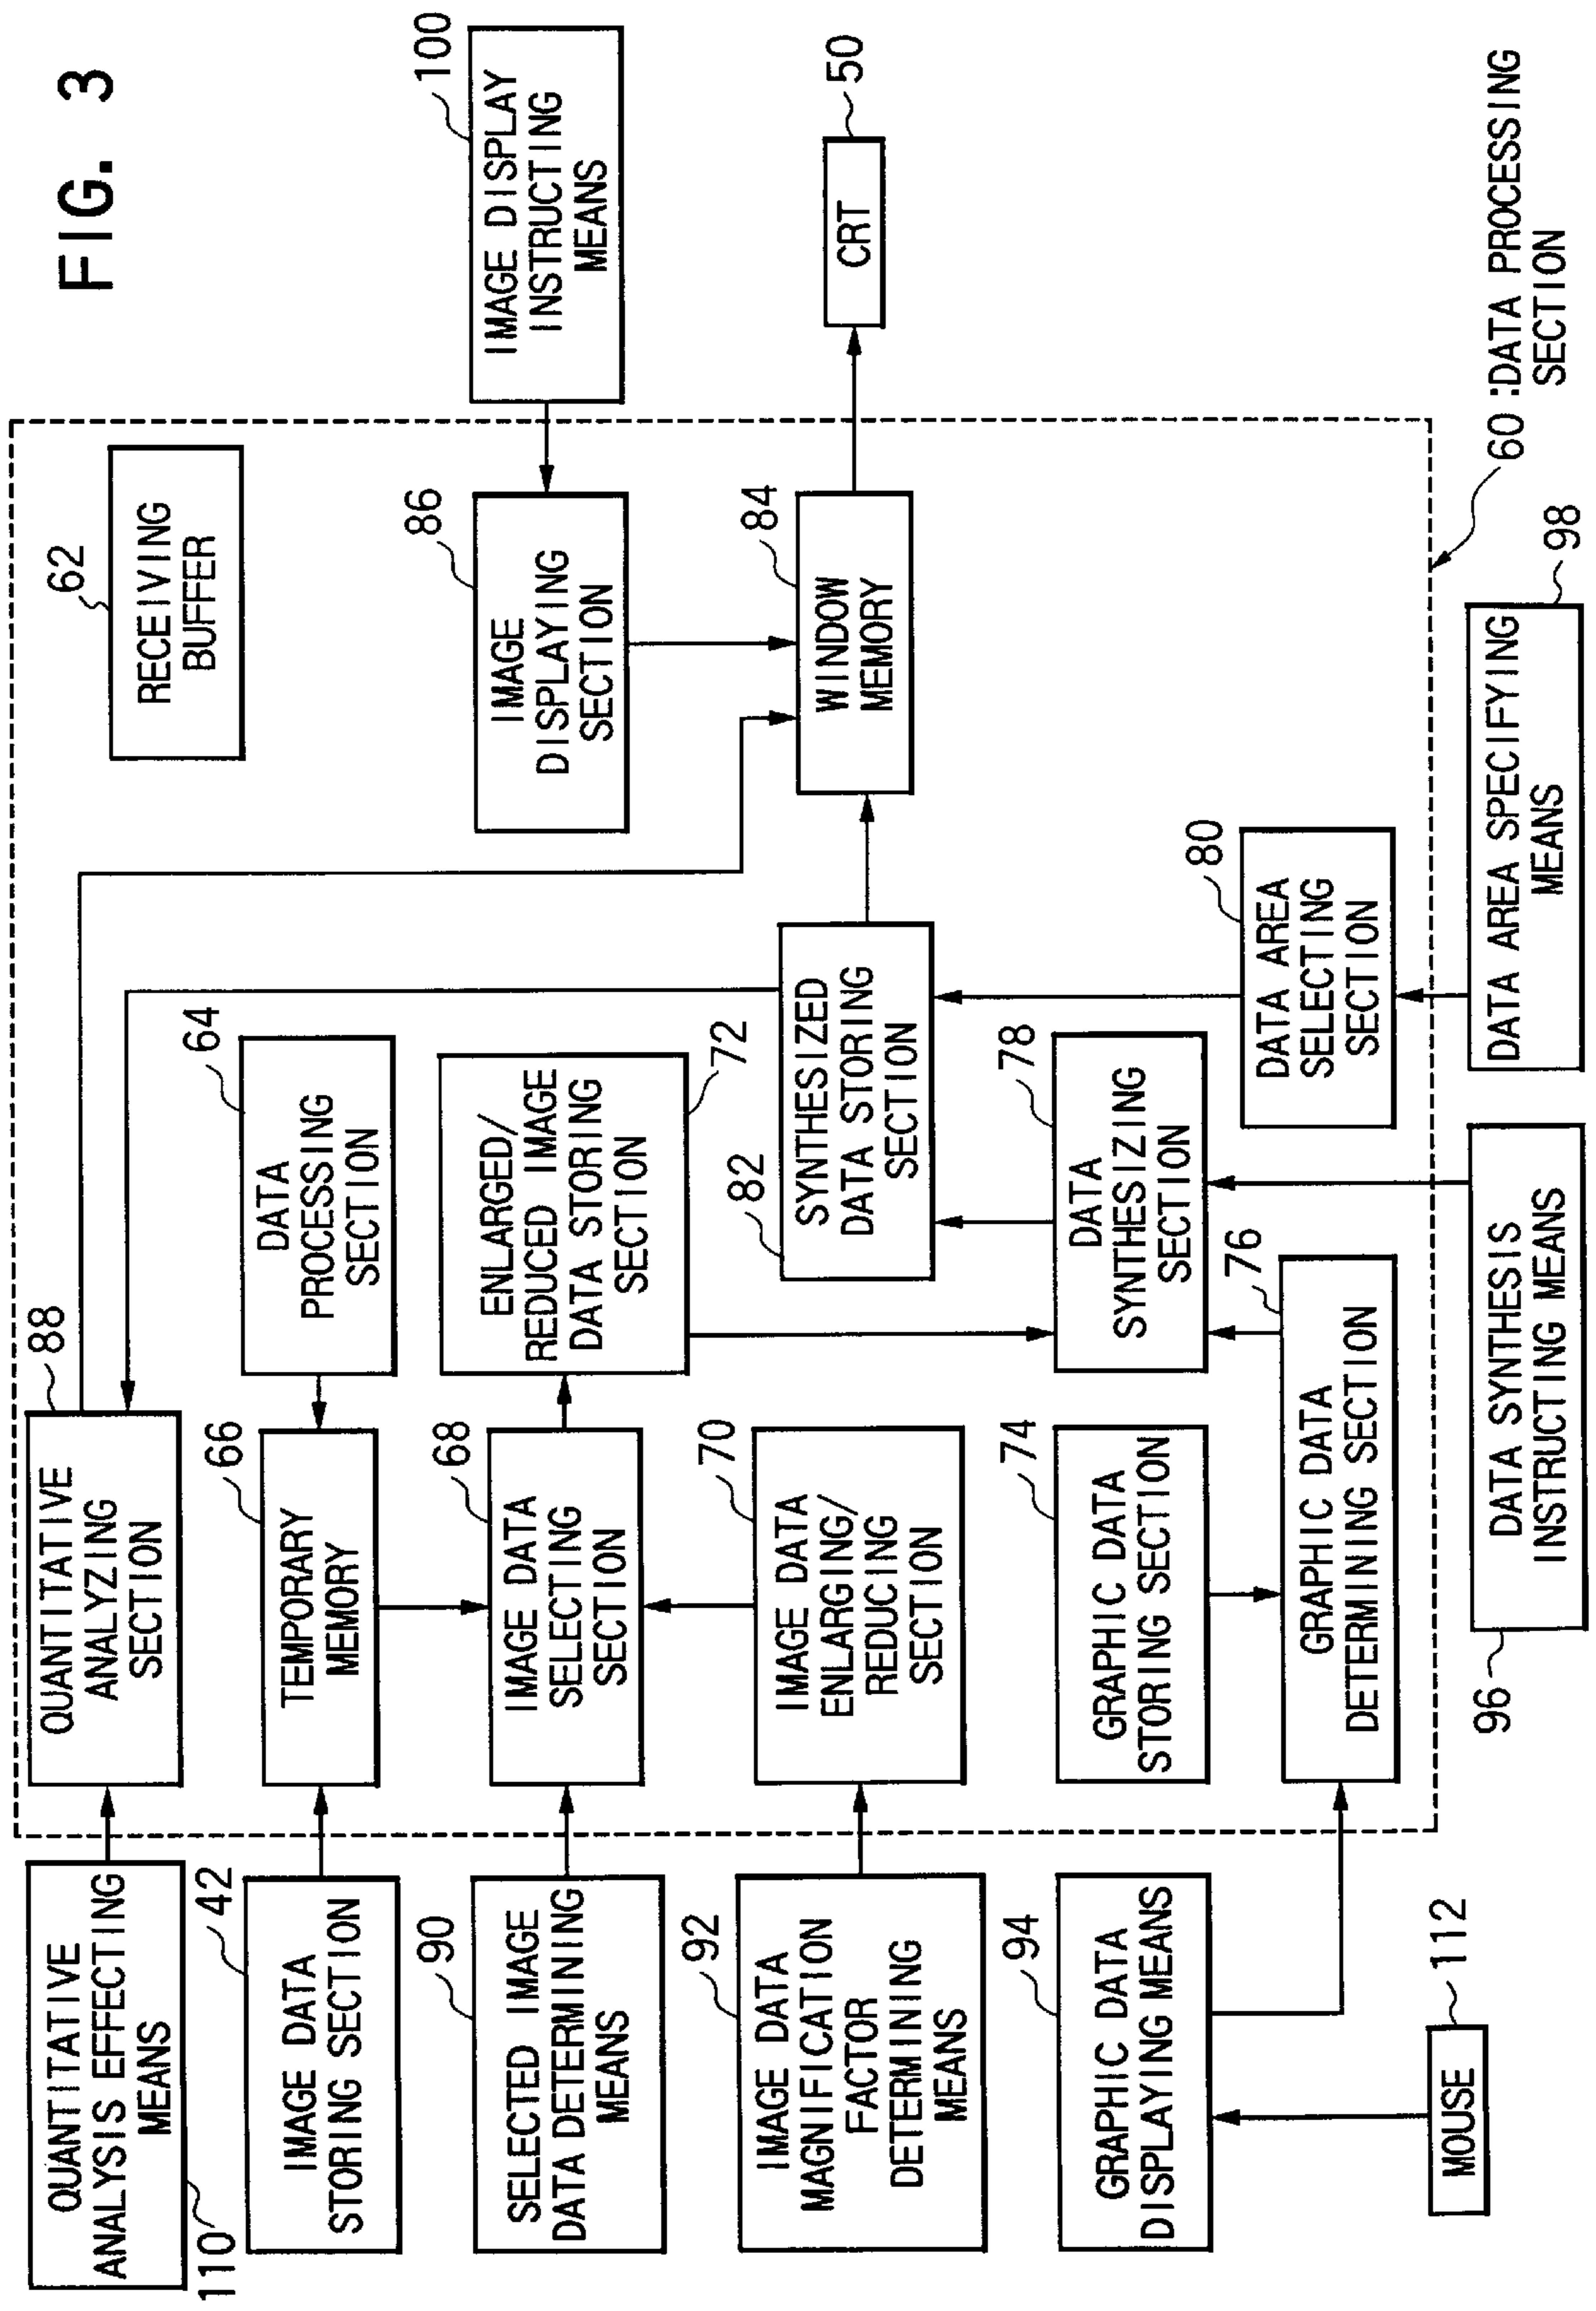 FIG. 3
110
QUANTITATIVE
ANALYSIS EFFECTING
MEANS
88
QUANTITATIVE
ANALYZING
SECTION
62
RECEIVING
BUFFER
42
IMAGE DATA
STORING SECTION
66
TEMPORARY
MEMORY
64
DATA
PROCESSING
SECTION
90
SELECTED IMAGE
DATA DETERMINING
MEANS
68
IMAGE DATA
SELECTING
SECTION
72
ENLARGED/
REDUCED IMAGE
DATA STORING
SECTION
86
IMAGE
DISPLAYING
SECTION
100
IMAGE DISPLAY
INSTRUCTING
MEANS
92
IMAGE DATA
MAGNIFICATION
FACTOR
DETERMINING
MEANS
70
IMAGE DATA
ENLARGING/
REDUCING
SECTION
82
SYNTHESIZED
DATA STORING
SECTION
84
WINDOW
MEMORY
50
CRT
94
GRAPHIC DATA
DISPLAYING MEANS
74
GRAPHIC DATA
STORING SECTION
78
DATA
SYNTHESIZING
SECTION
80
DATA AREA
SELECTING
SECTION
76
GRAPHIC DATA
DETERMINING SECTION
112
MOUSE
96
DATA SYNTHESIS
INSTRUCTING MEANS
98
DATA AREA SPECIFYING
MEANS
60 :DATA PROCESSING
SECTION